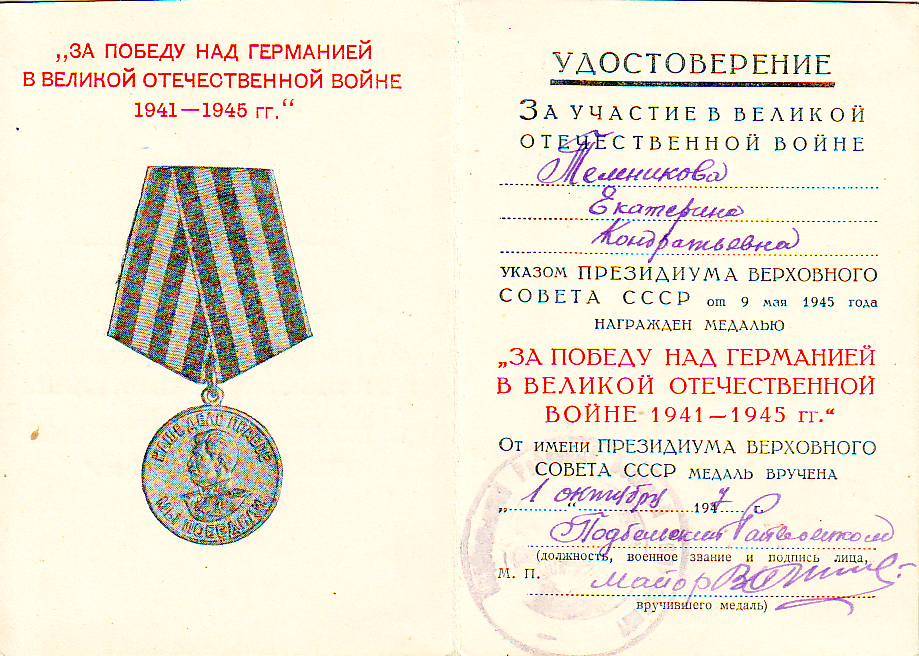 „ЗА ПОБЕДУ НАД ГЕРМАНИЕЙ
В ВЕЛИКОЙ ОТЕЧЕСТВЕННОЙ ВОЙНЕ
1941—1945 гг.“
НАШЕ ДЕЛО ПРАВОЕ
МЫ ПОБЕДИЛИ
УДОСТОВЕРЕНИЕ
ЗА УЧАСТИЕ В ВЕЛИКОЙ
ОТЕЧЕСТВЕННОЙ ВОЙНЕ
Телникова
Екатерина
Кондратьевна
УКАЗОМ ПРЕЗИДИУМА ВЕРХОВНОГО
СОВЕТА СССР от 9 мая 1945 года
НАГРАЖДЕН МЕДАЛЬЮ
„ЗА ПОБЕДУ НАД ГЕРМАНИЕЙ
В ВЕЛИКОЙ ОТЕЧЕСТВЕННОЙ
ВОЙНЕ 1941—1945 гг.“
ОТ ИМЕНИ ПРЕЗИДИУМА ВЕРХОВНОГО
СОВЕТА СССР МЕДАЛЬ ВРУЧЕНА
„1“ октября 1947 г.
(должность, военное звание и подпись лица,
М. П. майор
вручившего медаль)